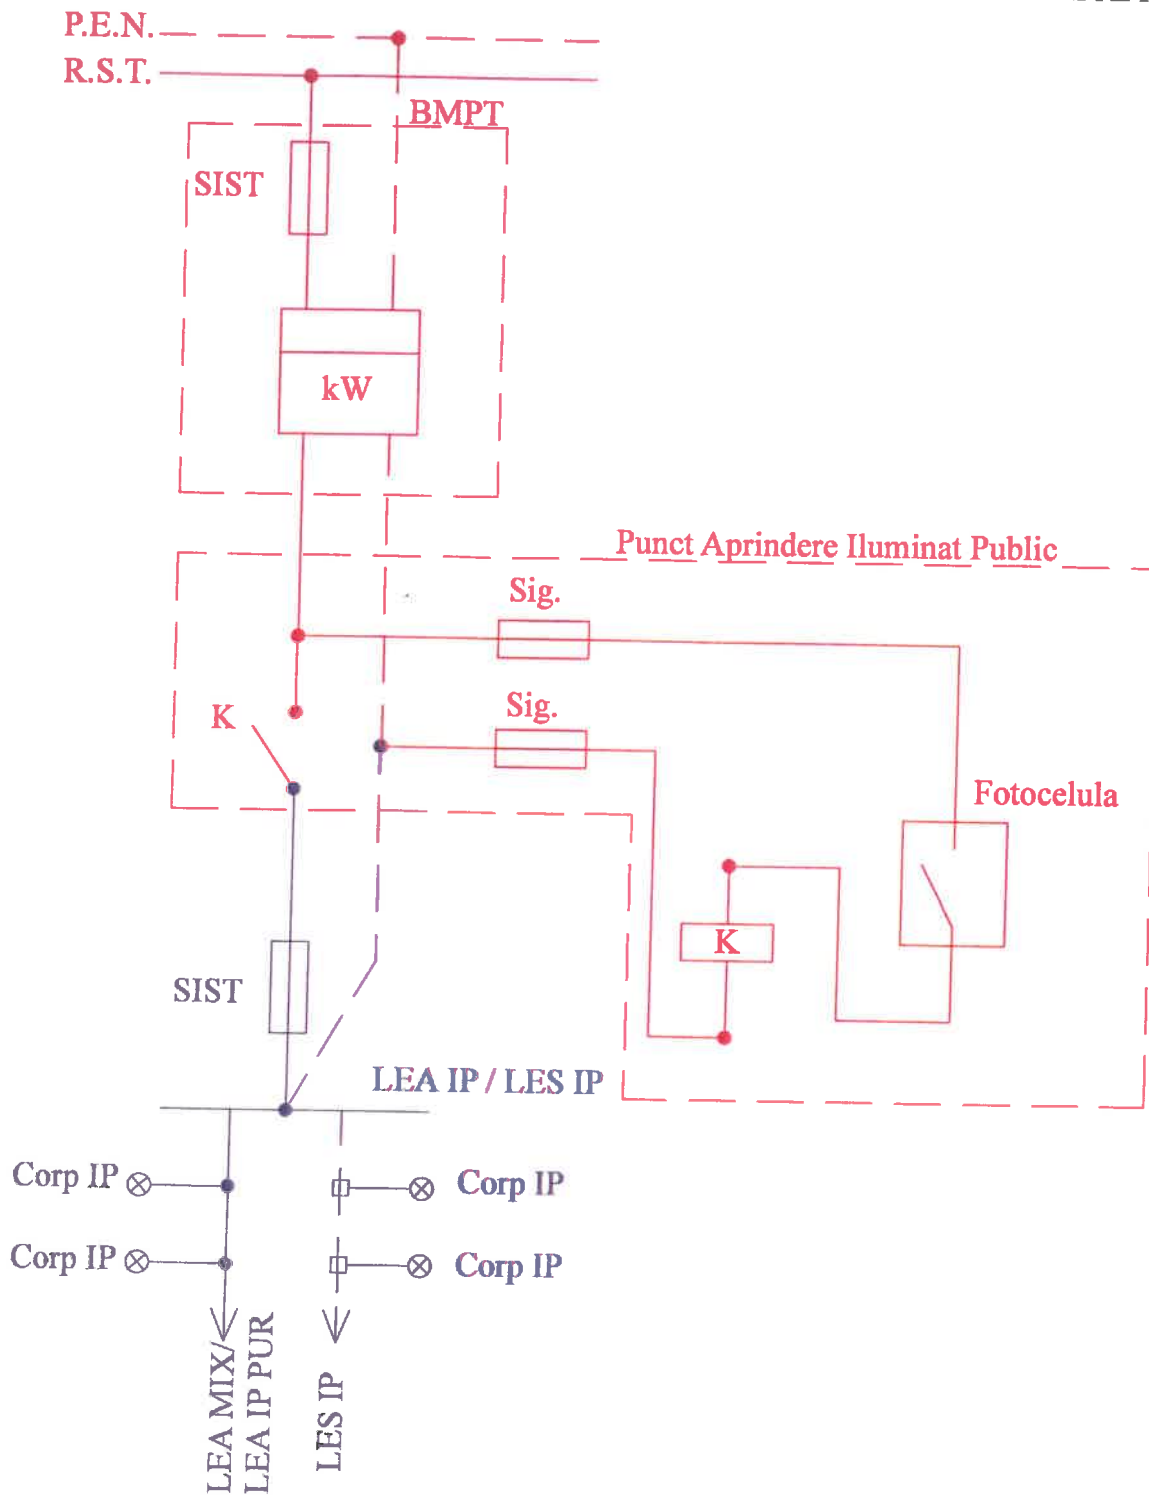 P.E.N.
R.S.T.
BMPT
SIST
kW
Punct Aprindere Iluminat Public
Sig.
Sig.
K
Fotocelula
K
SIST
LEA IP / LES IP
Corp IP
Corp IP
Corp IP
Corp IP
LEA MIX/
LEA IP PUR
LES IP